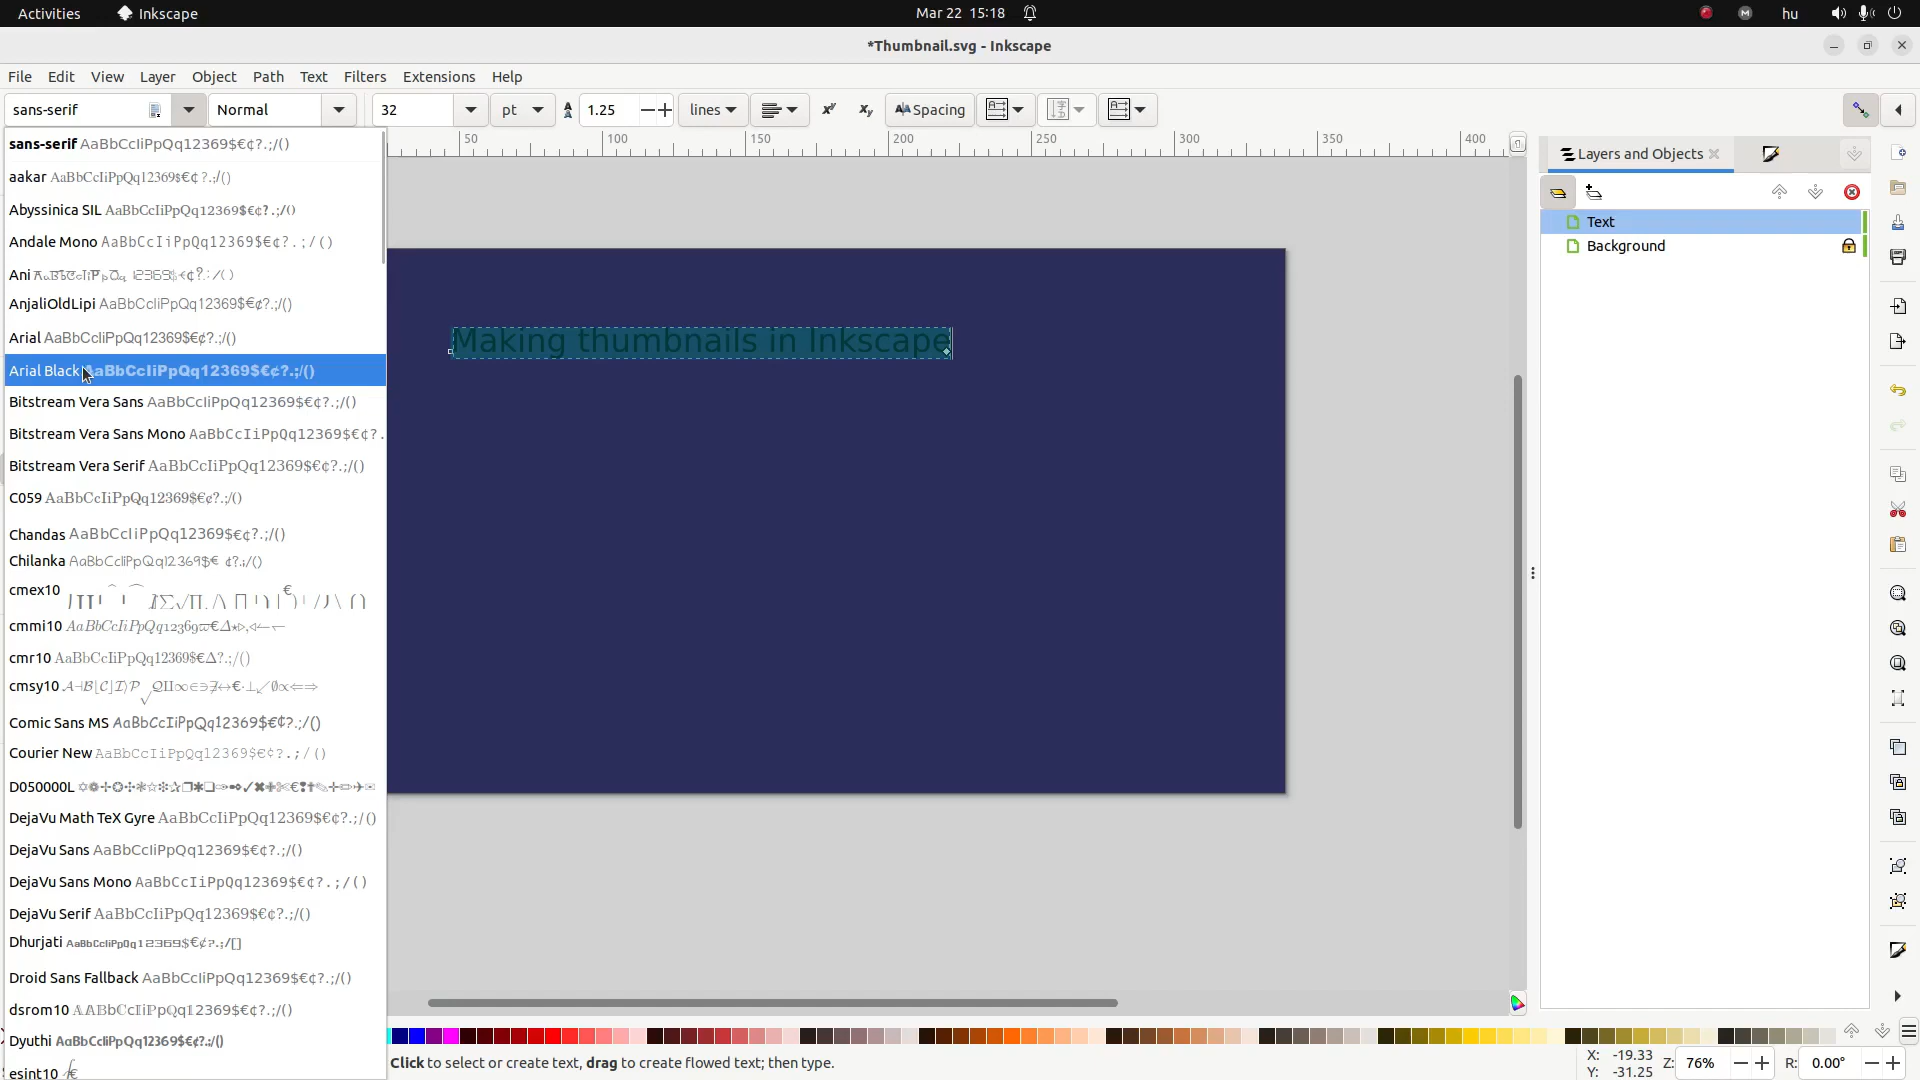 Activities
Inkscape
Mar 22 15:18
M
hu
*Thumbnail.svg - Inkscape
File Edit View Layer Object Path Text Filters Extensions Help
sans-serif
Normal
32
pt
1.25
lines
Spacing
50
100
150
200
250
300
350
400
sans-serif AaBbCcIiPpQq12369$€¢?.;/()
aakar AaBbCcIiPpQq12369$€¢?.;/()
Abyssinica SIL AaBbCcIiPpQq12369$€¢?.;/()
Andale Mono AaBbCcIiPpQq12369$€¢?.;/()
Ani
AnjaliOldLipi AaBbCcIiPpQq12369$€¢?.;/()
Arial AaBbCcIiPpQq12369$€¢?.;/()
Arial Black AaBbCcIiPpQq12369$€¢?.;/()
Bitstream Vera Sans AaBbCcIiPpQq12369$€¢?.;/()
Bitstream Vera Sans Mono AaBbCcIiPpQq12369$€¢?.
Bitstream Vera Serif AaBbCcIiPpQq12369$€¢?.;/()
C059 AaBbCcIiPpQq12369$€¢?.;/()
Chandas AaBbCcIiPpQq12369$€¢?.;/()
Chilanka AaBbCcIiPpQq12369$€ ¢?.;/()
cmex10
cmmi10
cmr10 AaBbCcIiPpQq12369$€Δ?.;/()
cmsy10
Comic Sans MS AaBbCcIiPpQq12369$€¢?.;/()
Courier New AaBbCcIiPpQq12369$€¢?.;/()
D050000L
DejaVu Math TeX Gyre AaBbCcIiPpQq12369$€¢?.;/()
DejaVu Sans AaBbCcIiPpQq12369$€¢?.;/()
DejaVu Sans Mono AaBbCcIiPpQq12369$€¢?.;/()
DejaVu Serif AaBbCcIiPpQq12369$€¢?.;/()
Dhurjati AaBbCcIiPpQq12369$€¢?.;/[]
Droid Sans Fallback AaBbCcIiPpQq12369$€¢?.;/()
dsrom10 AABbCcIiPpQq12369$€¢?.;/()
Dyuthi AaBbCcIiPpQq12369$€¢?.;/()
esint10
Making thumbnails in Inkscape
Layers and Objects
Text
Background
Click to select or create text, drag to create flowed text; then type.
X: -19.33
Y: -31.25
Z: 76%
R: 0.00°